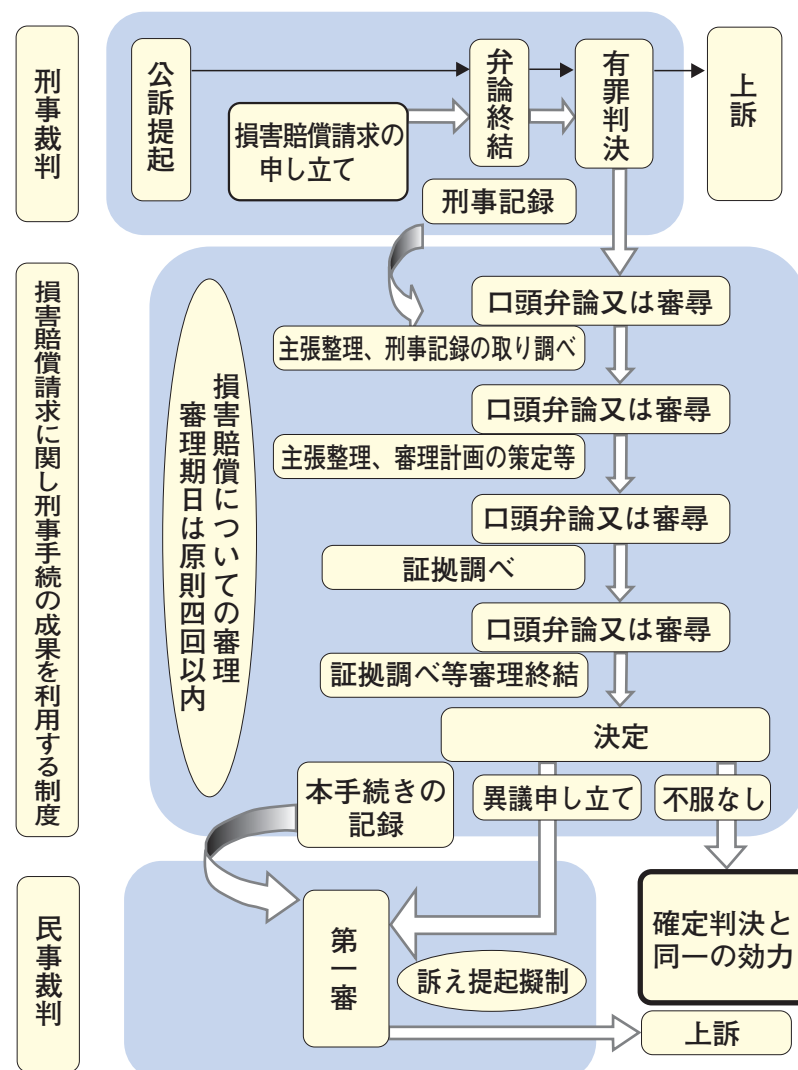 刑事裁判
公訴提起
弁論終結
有罪判決
上訴
損害賠償請求の
申し立て
刑事記録
損害賠償請求に関し刑事手続の成果を利用する制度
損害賠償についての審理
審理期日は原則四回以内
口頭弁論又は審尋
主張整理、刑事記録の取り調べ
口頭弁論又は審尋
主張整理、審理計画の策定等
口頭弁論又は審尋
証拠調べ
口頭弁論又は審尋
証拠調べ等審理終結
決定
本手続きの
記録
異議申し立て
不服なし
民事裁判
第一審
訴え提起擬制
確定判決と
同一の効力
上訴